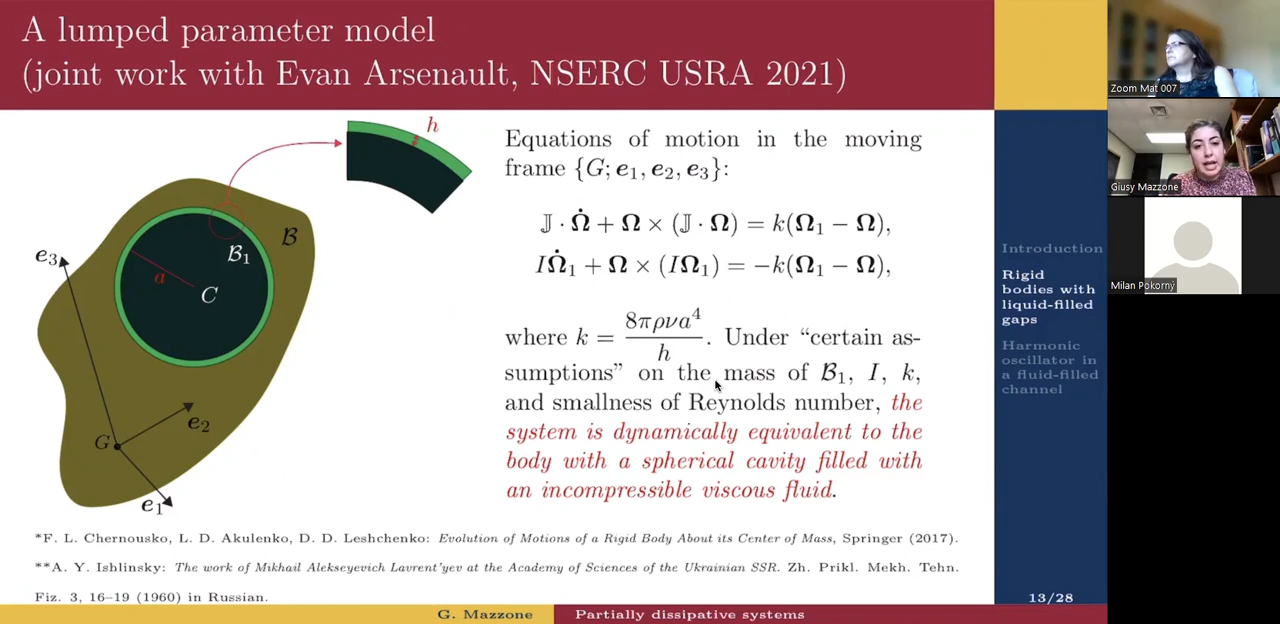 A lumped parameter model
(joint work with Evan Arsenault, NSERC USRA 2021)
h
B
B₁
a
C
e₃
e₂
G
e₁
Equations of motion in the moving
frame {G; e₁, e₂, e₃}:
𝕁 · Ω̇ + Ω × (𝕁 · Ω) = k(Ω₁ − Ω),
IΩ̇₁ + Ω × (IΩ₁) = −k(Ω₁ − Ω),
where k = 8πρνa⁴/h. Under “certain as-
sumptions” on the mass of B₁, I, k,
and smallness of Reynolds number, the
system is dynamically equivalent to the
body with a spherical cavity filled with
an incompressible viscous fluid.
*F. L. Chernousko, L. D. Akulenko, D. D. Leshchenko: Evolution of Motions of a Rigid Body About its Center of Mass, Springer (2017).
**A. Y. Ishlinsky: The work of Mikhail Alekseyevich Lavrent'yev at the Academy of Sciences of the Ukrainian SSR. Zh. Prikl. Mekh. Tehn.
Fiz. 3, 16–19 (1960) in Russian.
G. Mazzone
Partially dissipative systems
Introduction
Rigid
bodies with
liquid-filled
gaps
Harmonic
oscillator in
a fluid-filled
channel
13/28
Zoom Mat 007
Giusy Mazzone
Milan Pokorný